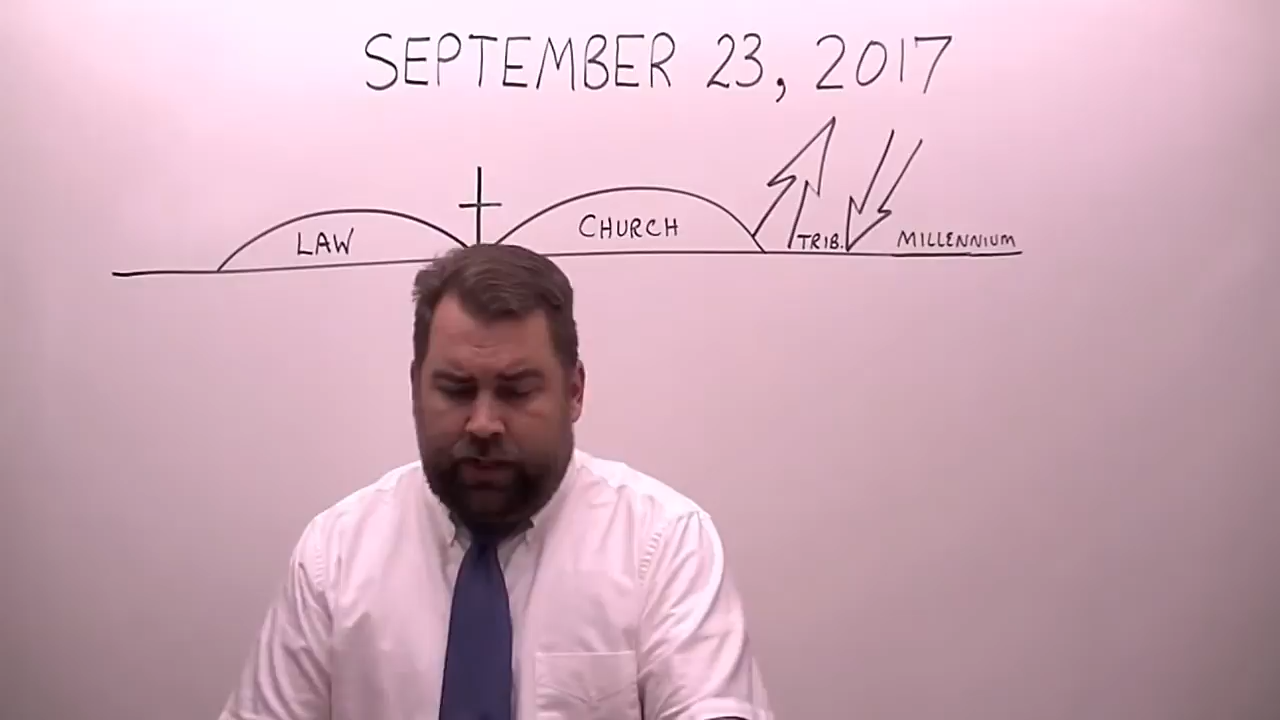 SEPTEMBER 23, 2017
LAW
CHURCH
TRIB.
MILLENNIUM